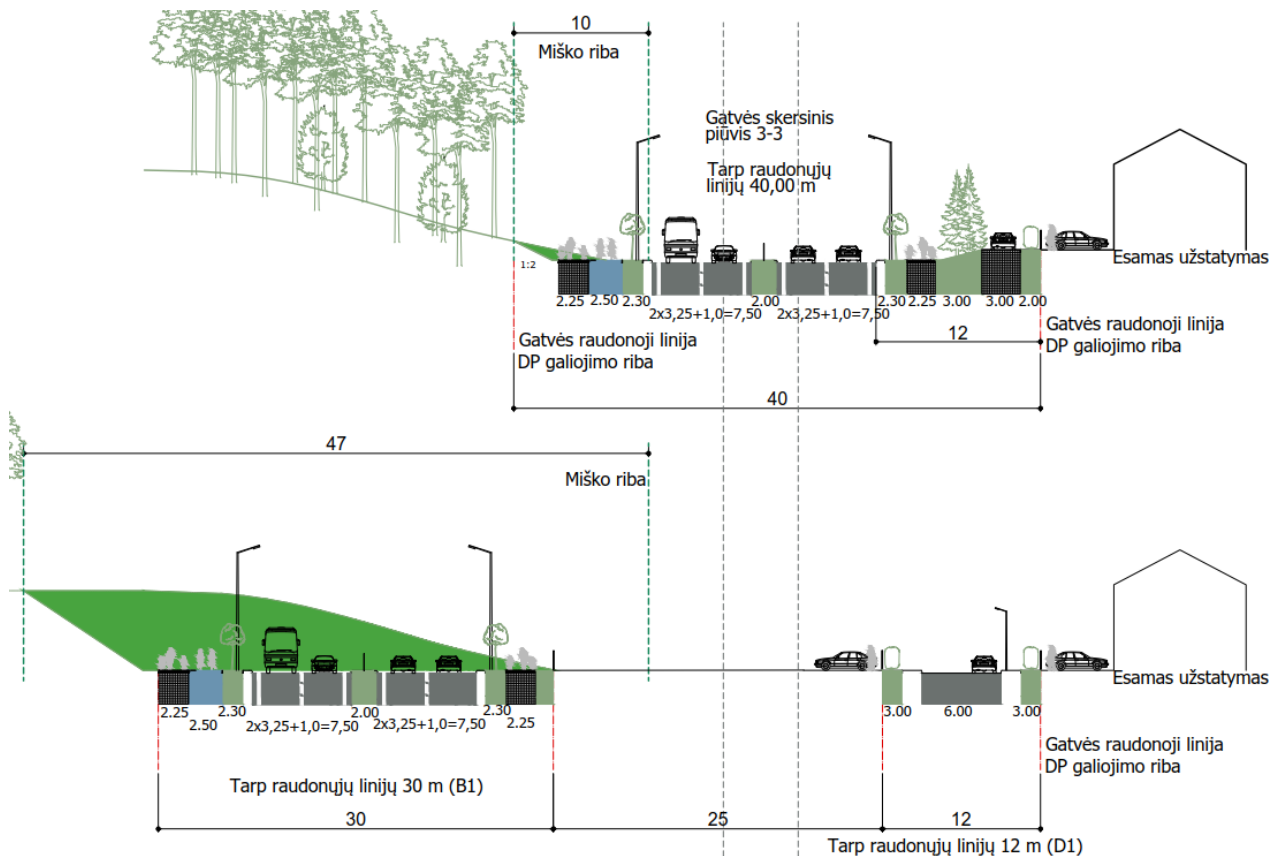 10
Miško riba
Gatvės skersinis
piūvis 3-3
Tarp raudonųjų
linijų 40,00 m
1:2
Esamas užstatymas
2.25 2.50 2.30 2.00 2.30 2.25 3.00 3.00 2.00
2x3,25+1,0=7,50 2x3,25+1,0=7,50
Gatvės raudonoji linija
DP galiojimo riba
12
Gatvės raudonoji linija
DP galiojimo riba
40
47
Miško riba
Esamas užstatymas
2.25 2.50 2.30 2.00 2.30 2.25 3.00 6.00 3.00
2x3,25+1,0=7,50 2x3,25+1,0=7,50
Gatvės raudonoji linija
DP galiojimo riba
Tarp raudonųjų linijų 30 m (B1)
30 25 12
Tarp raudonųjų linijų 12 m (D1)